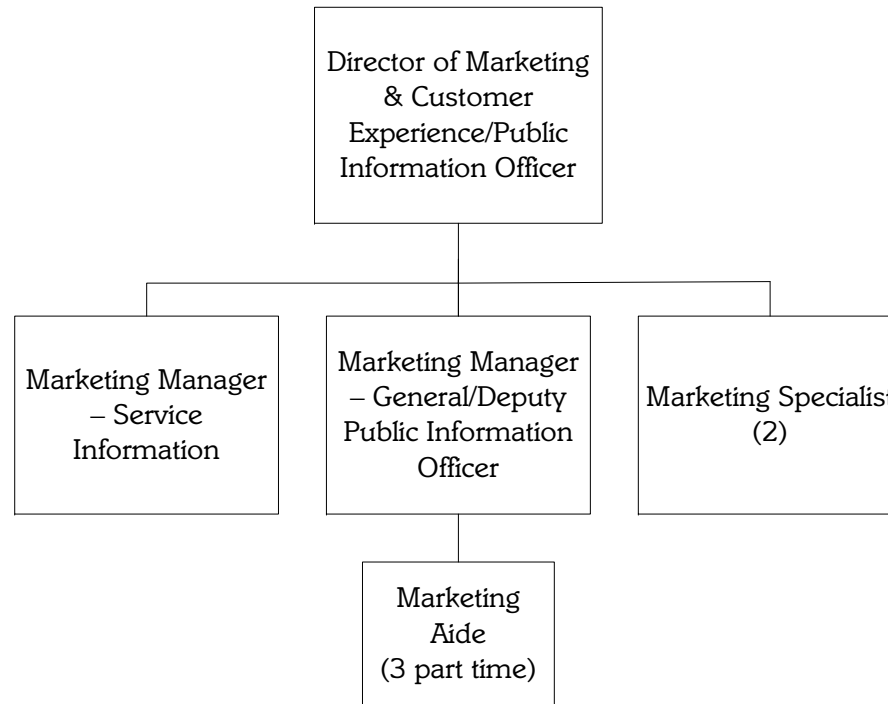 Director of Marketing
& Customer
Experience/Public
Information Officer
Marketing Manager
– Service
Information
Marketing Manager
– General/Deputy
Public Information
Officer
Marketing Specialist
(2)
Marketing
Aide
(3 part time)